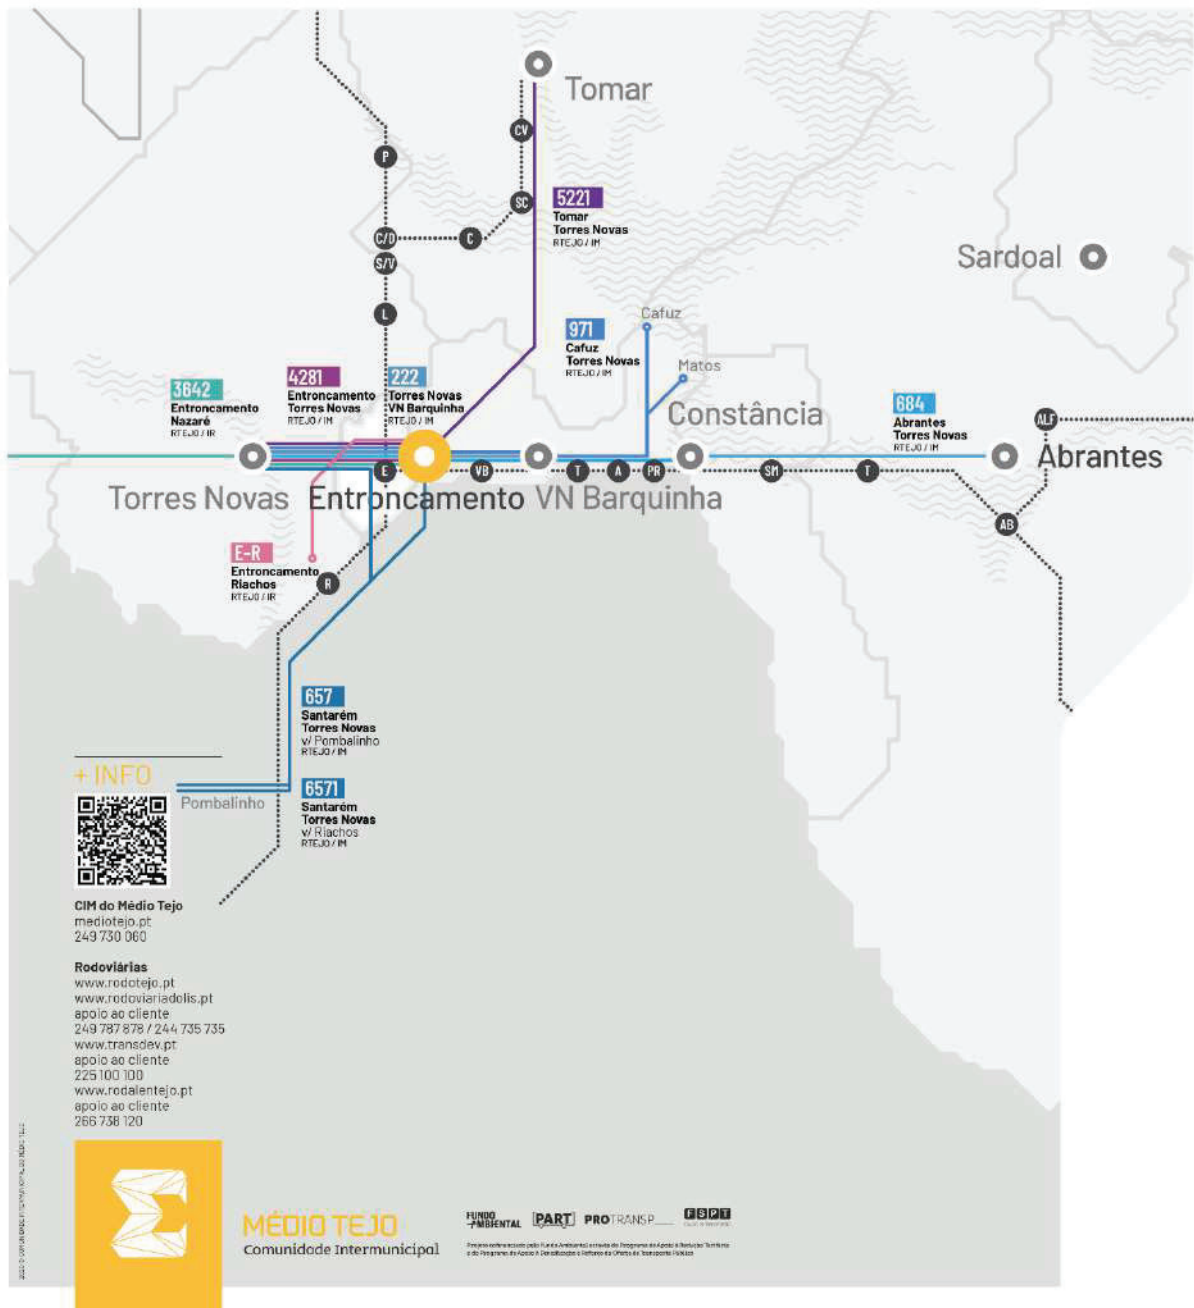 Tomar
P
CV
SC
5221
Tomar
Torres Novas
RTEJO / IM
C/D
C
S/V
L
Sardoal
Cafuz
971
Cafuz
Torres Novas
RTEJO / IM
Matos
3642
Entroncamento
Nazaré
RTEJO / IR
4281
Entroncamento
Torres Novas
RTEJO / IM
222
Torres Novas
VN Barquinha
RTEJO / IM
Constância
684
Abrantes
Torres Novas
RTEJO / IM
ALF
Abrantes
E
VB
T
A
PR
SM
T
Torres Novas
Entroncamento
VN Barquinha
AB
E-R
Entroncamento
Riachos
RTEJO / IR
R
657
Santarém
Torres Novas
v/ Pombalinho
RTEJO / IM
6571
Santarém
Torres Novas
v/ Riachos
RTEJO / IM
Pombalinho
+ INFO
CIM do Médio Tejo
mediotejo.pt
249 730 060
Rodoviárias
www.rodotejo.pt
www.rodoviariadolis.pt
apoio ao cliente
249 787 878 / 244 735 735
www.transdev.pt
apoio ao cliente
225 100 100
www.rodalentejo.pt
apoio ao cliente
266 738 120
MÉDIO TEJO
Comunidade Intermunicipal
FUNDO
AMBIENTAL
PART
PROTRANSP
FSPT